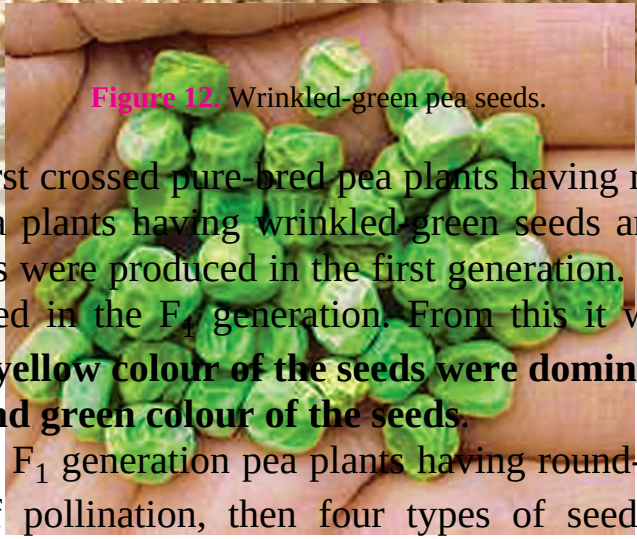 Figure 12. Wrinkled-green pea seeds.
rst crossed pure-bred pea plants having
plants having wrinkled-green seeds
s were produced in the first generation.
ed in the F₁ generation. From this it
yellow colour of the seeds were domin
nd green colour of the seeds.
F₁ generation pea plants having round-
f pollination, then four types of seed